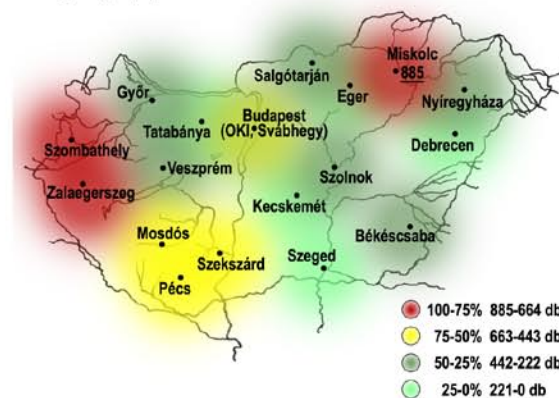 Miskolc
885
Salgótarján
Eger
Nyíregyháza
Győr
Tatabánya
Budapest
(OKI, Svábhegy)
Debrecen
Szombathely
Veszprém
Szolnok
Zalaegerszeg
Kecskemét
Mosdós
Békéscsaba
Szekszárd
Szeged
Pécs
100-75% 885-664 db
75-50% 663-443 db
50-25% 442-222 db
25-0% 221-0 db